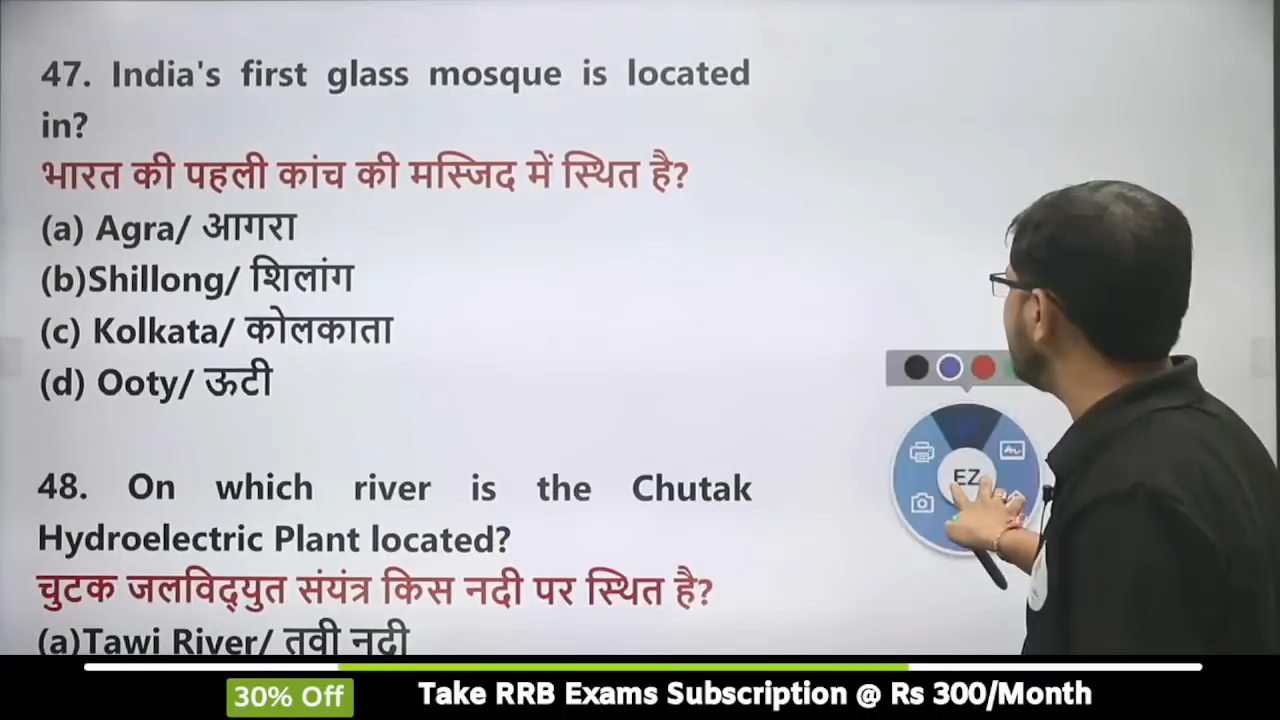 47. India's first glass mosque is located
in?
भारत की पहली कांच की मस्जिद में स्थित है?
(a) Agra/ आगरा
(b)Shillong/ शिलांग
(c) Kolkata/ कोलकाता
(d) Ooty/ ऊटी
48. On which river is the Chutak
Hydroelectric Plant located?
चुटक जलविद्युत संयंत्र किस नदी पर स्थित है?
(a)Tawi River/ तवी नदी
EZ
30% Off Take RRB Exams Subscription @ Rs 300/Month